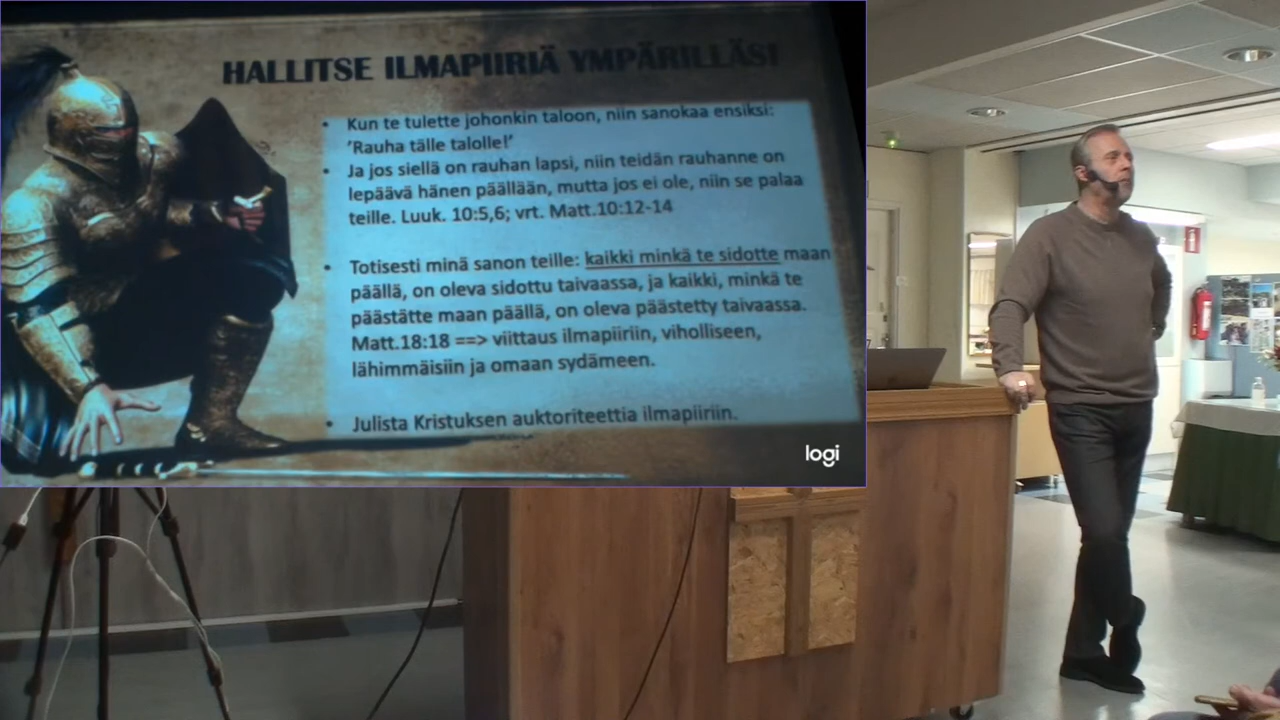 HALLITSE ILMAPIIRIÄ YMPÄRILLÄSI
• Kun te tulette johonkin taloon, niin sanokaa ensiksi:
'Rauha tälle talolle!'
• Ja jos siellä on rauhan lapsi, niin teidän rauhanne on
lepäävä hänen päällään, mutta jos ei ole, niin se palaa
teille. Luuk. 10:5,6; vrt. Matt.10:12-14
• Totisesti minä sanon teille: kaikki minkä te sidotte maan
päällä, on oleva sidottu taivaassa, ja kaikki, minkä te
päästätte maan päällä, on oleva päästetty taivaassa.
Matt.18:18 ==> viittaus ilmapiiriin, viholliseen,
lähimmäisiin ja omaan sydämeen.
• Julista Kristuksen auktoriteettia ilmapiiriin.
logi